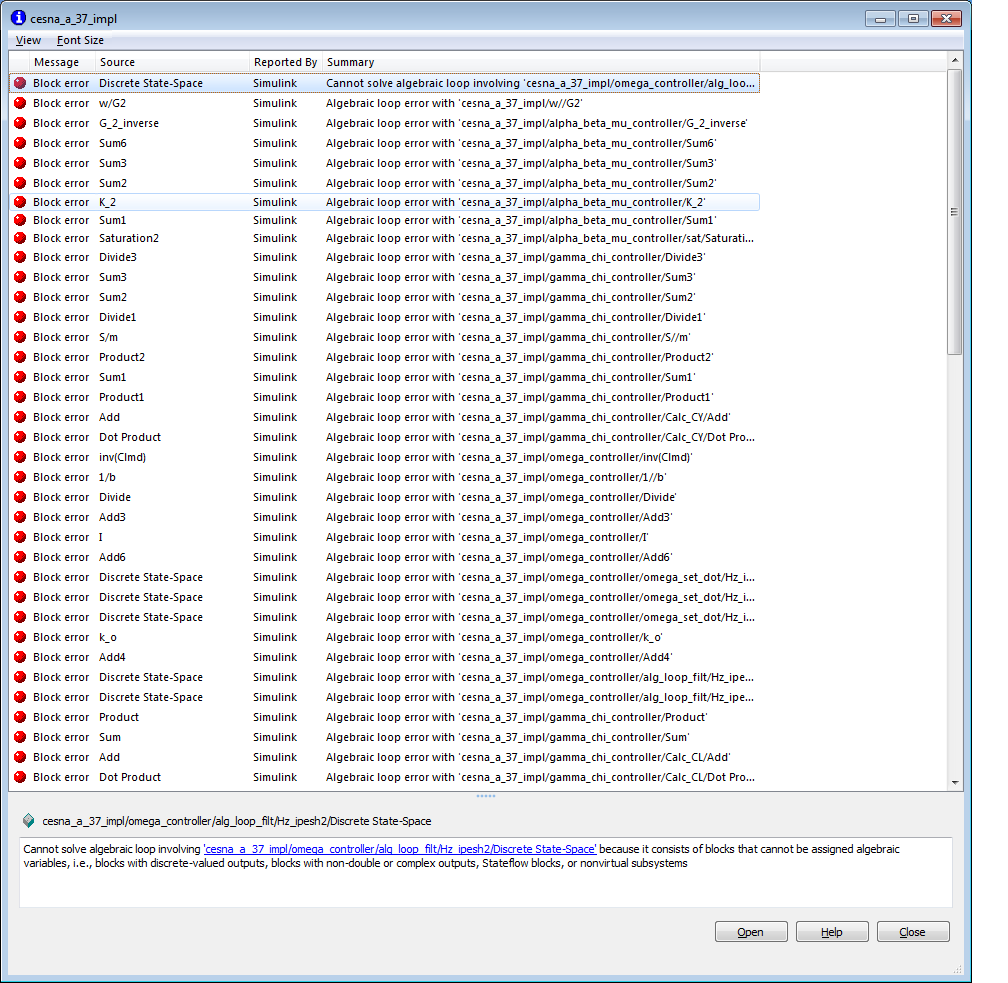 cesna_a_37_impl
View Font Size
Message Source Reported By Summary
Block error Discrete State-Space Simulink Cannot solve algebraic loop involving 'cesna_a_37_impl/omega_controller/alg_loo...
Block error w/G2 Simulink Algebraic loop error with 'cesna_a_37_impl/w//G2'
Block error G_2_inverse Simulink Algebraic loop error with 'cesna_a_37_impl/alpha_beta_mu_controller/G_2_inverse'
Block error Sum6 Simulink Algebraic loop error with 'cesna_a_37_impl/alpha_beta_mu_controller/Sum6'
Block error Sum3 Simulink Algebraic loop error with 'cesna_a_37_impl/alpha_beta_mu_controller/Sum3'
Block error Sum2 Simulink Algebraic loop error with 'cesna_a_37_impl/alpha_beta_mu_controller/Sum2'
Block error K_2 Simulink Algebraic loop error with 'cesna_a_37_impl/alpha_beta_mu_controller/K_2'
Block error Sum1 Simulink Algebraic loop error with 'cesna_a_37_impl/alpha_beta_mu_controller/Sum1'
Block error Saturation2 Simulink Algebraic loop error with 'cesna_a_37_impl/alpha_beta_mu_controller/sat/Saturati...
Block error Divide3 Simulink Algebraic loop error with 'cesna_a_37_impl/gamma_chi_controller/Divide3'
Block error Sum3 Simulink Algebraic loop error with 'cesna_a_37_impl/gamma_chi_controller/Sum3'
Block error Sum2 Simulink Algebraic loop error with 'cesna_a_37_impl/gamma_chi_controller/Sum2'
Block error Divide1 Simulink Algebraic loop error with 'cesna_a_37_impl/gamma_chi_controller/Divide1'
Block error S/m Simulink Algebraic loop error with 'cesna_a_37_impl/gamma_chi_controller/S//m'
Block error Product2 Simulink Algebraic loop error with 'cesna_a_37_impl/gamma_chi_controller/Product2'
Block error Sum1 Simulink Algebraic loop error with 'cesna_a_37_impl/gamma_chi_controller/Sum1'
Block error Product1 Simulink Algebraic loop error with 'cesna_a_37_impl/gamma_chi_controller/Product1'
Block error Add Simulink Algebraic loop error with 'cesna_a_37_impl/gamma_chi_controller/Calc_CY/Add'
Block error Dot Product Simulink Algebraic loop error with 'cesna_a_37_impl/gamma_chi_controller/Calc_CY/Dot Pro...
Block error inv(Clmd) Simulink Algebraic loop error with 'cesna_a_37_impl/omega_controller/inv(Clmd)'
Block error 1/b Simulink Algebraic loop error with 'cesna_a_37_impl/omega_controller/1//b'
Block error Divide Simulink Algebraic loop error with 'cesna_a_37_impl/omega_controller/Divide'
Block error Add3 Simulink Algebraic loop error with 'cesna_a_37_impl/omega_controller/Add3'
Block error I Simulink Algebraic loop error with 'cesna_a_37_impl/omega_controller/I'
Block error Add6 Simulink Algebraic loop error with 'cesna_a_37_impl/omega_controller/Add6'
Block error Discrete State-Space Simulink Algebraic loop error with 'cesna_a_37_impl/omega_controller/omega_set_dot/Hz_i...
Block error Discrete State-Space Simulink Algebraic loop error with 'cesna_a_37_impl/omega_controller/omega_set_dot/Hz_i...
Block error Discrete State-Space Simulink Algebraic loop error with 'cesna_a_37_impl/omega_controller/omega_set_dot/Hz_i...
Block error k_o Simulink Algebraic loop error with 'cesna_a_37_impl/omega_controller/k_o'
Block error Add4 Simulink Algebraic loop error with 'cesna_a_37_impl/omega_controller/Add4'
Block error Discrete State-Space Simulink Algebraic loop error with 'cesna_a_37_impl/omega_controller/alg_loop_filt/Hz_ipe...
Block error Discrete State-Space Simulink Algebraic loop error with 'cesna_a_37_impl/omega_controller/alg_loop_filt/Hz_ipe...
Block error Product Simulink Algebraic loop error with 'cesna_a_37_impl/gamma_chi_controller/Product'
Block error Sum Simulink Algebraic loop error with 'cesna_a_37_impl/gamma_chi_controller/Sum'
Block error Add Simulink Algebraic loop error with 'cesna_a_37_impl/gamma_chi_controller/Calc_CL/Add'
Block error Dot Product Simulink Algebraic loop error with 'cesna_a_37_impl/gamma_chi_controller/Calc_CL/Dot Pro...
cesna_a_37_impl/omega_controller/alg_loop_filt/Hz_ipesh2/Discrete State-Space
Cannot solve algebraic loop involving 'cesna_a_37_impl/omega_controller/alg_loop_filt/Hz_ipesh2/Discrete State-Space' because it consists of blocks that cannot be assigned algebraic
variables, i.e., blocks with discrete-valued outputs, blocks with non-double or complex outputs, Stateflow blocks, or nonvirtual subsystems
Open Help Close